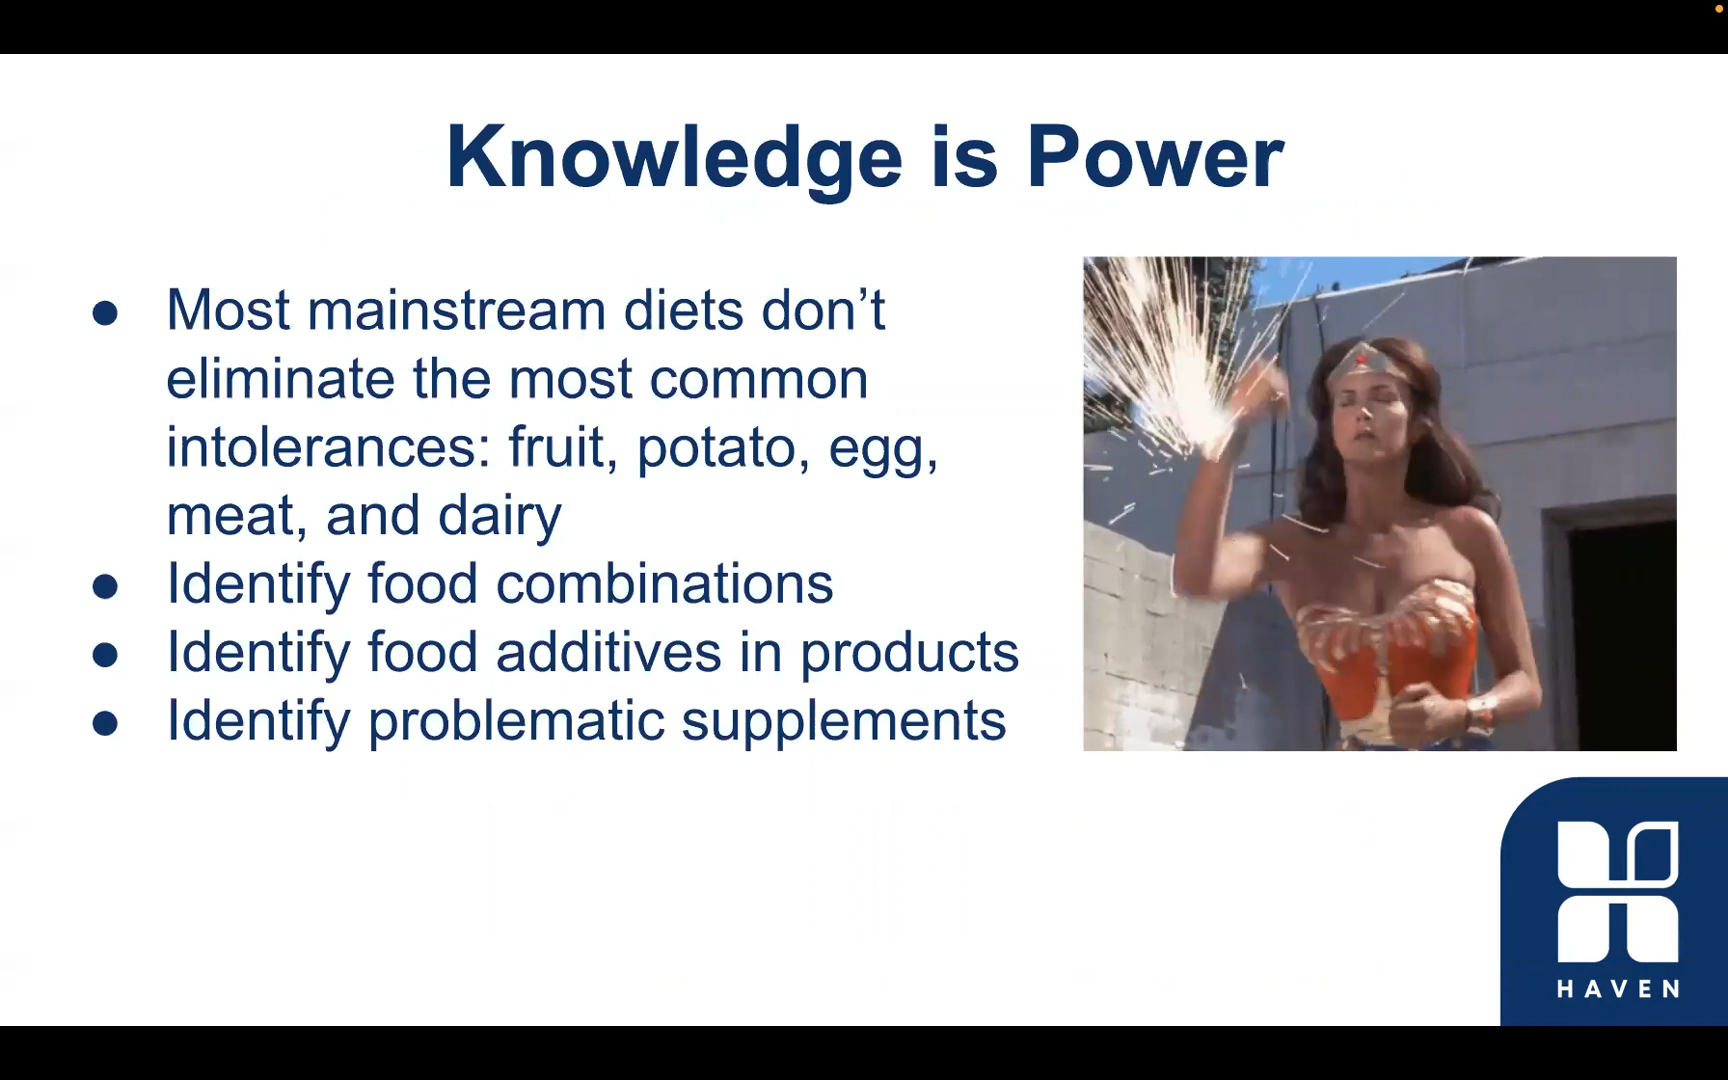 Knowledge is Power
● Most mainstream diets don’t
eliminate the most common
intolerances: fruit, potato, egg,
meat, and dairy
● Identify food combinations
● Identify food additives in products
● Identify problematic supplements
HAVEN